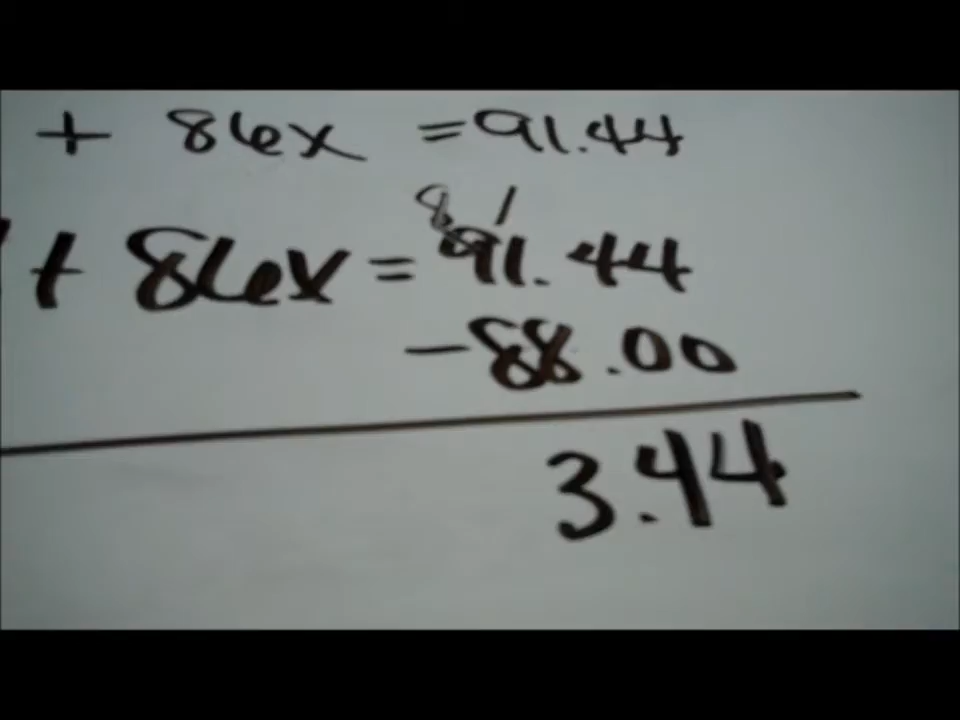 + 86x = 91.44
8 1
+ 86x = 91.44
- 88.00
3.44